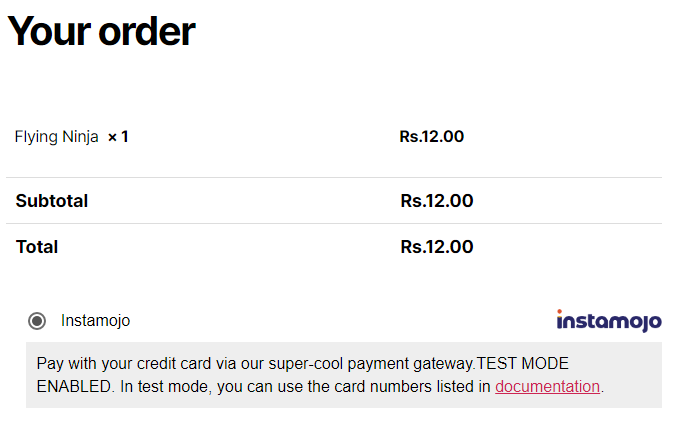 Your order
Flying Ninja × 1 Rs.12.00
Subtotal Rs.12.00
Total Rs.12.00
Instamojo instamojo
Pay with your credit card via our super-cool payment gateway.TEST MODE
ENABLED. In test mode, you can use the card numbers listed in documentation.